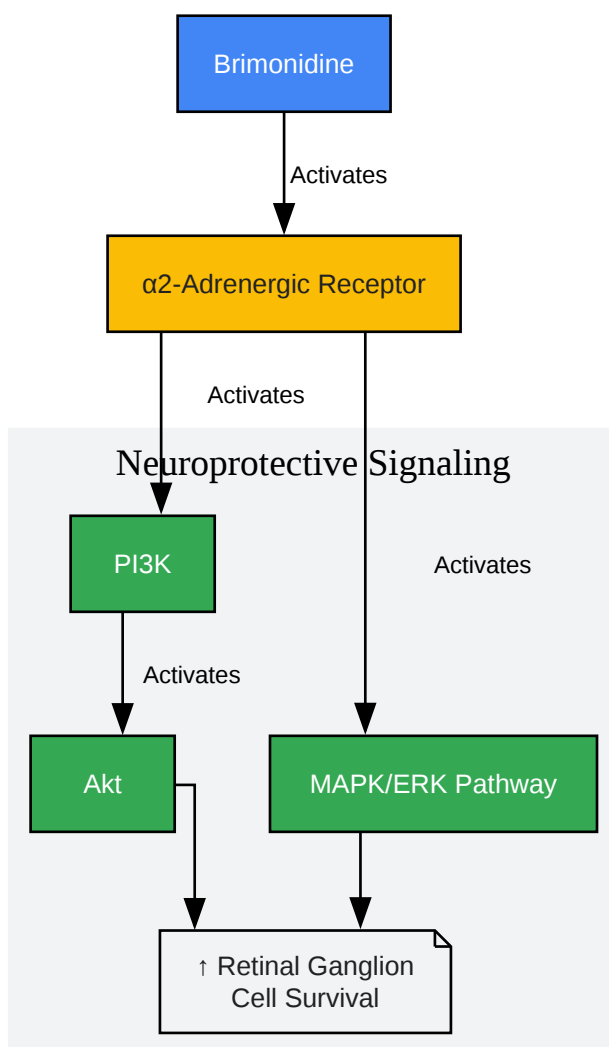 Brimonidine
Activates
α2-Adrenergic Receptor
Activates
Neuroprotective Signaling
PI3K
Activates
Activates
Akt
MAPK/ERK Pathway
↑ Retinal Ganglion
Cell Survival